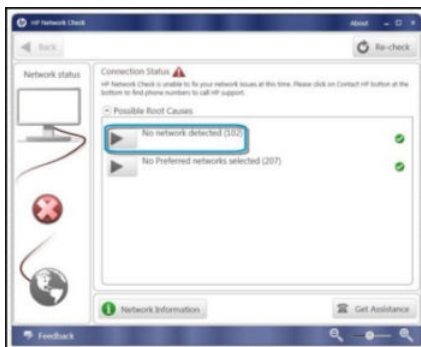 HP Network Check
About
Back
Re-check
Network status
Connection Status
HP Network Check is unable to fix your network issues at this time. Please click on Contact HP button at the
bottom to find phone numbers to call HP support.
Possible Root Causes
No network detected (102)
No Preferred networks selected (207)
Network Information
Get Assistance
Feedback